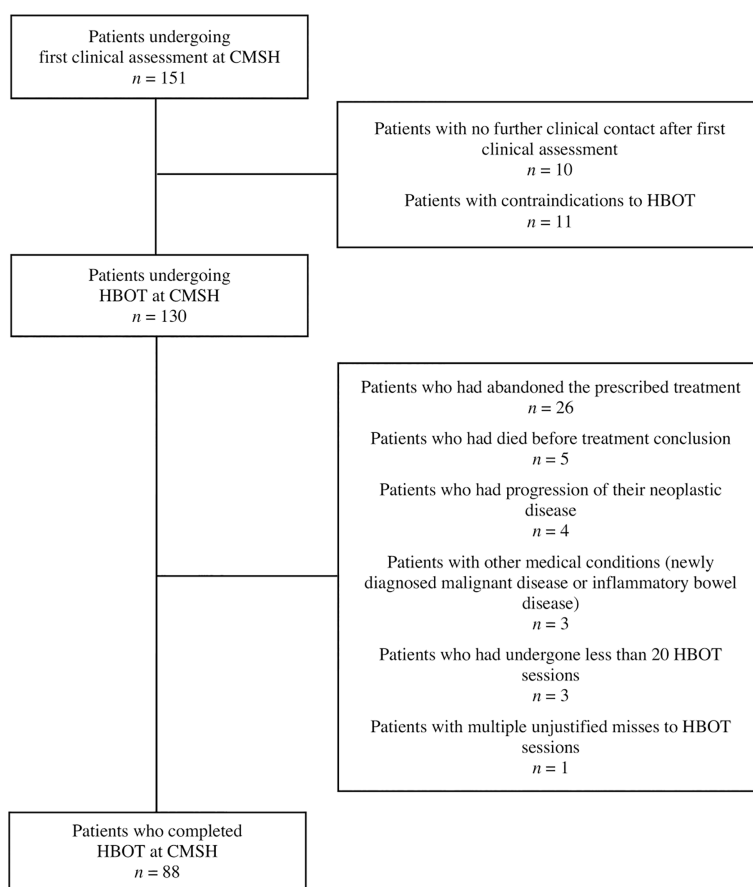 Patients undergoing
first clinical assessment at CMSH
n = 151
Patients with no further clinical contact after first
clinical assessment
n = 10
Patients with contraindications to HBOT
n = 11
Patients undergoing
HBOT at CMSH
n = 130
Patients who had abandoned the prescribed treatment
n = 26
Patients who had died before treatment conclusion
n = 5
Patients who had progression of their neoplastic
disease
n = 4
Patients with other medical conditions (newly
diagnosed malignant disease or inflammatory bowel
disease)
n = 3
Patients who had undergone less than 20 HBOT
sessions
n = 3
Patients with multiple unjustified misses to HBOT
sessions
n = 1
Patients who completed
HBOT at CMSH
n = 88